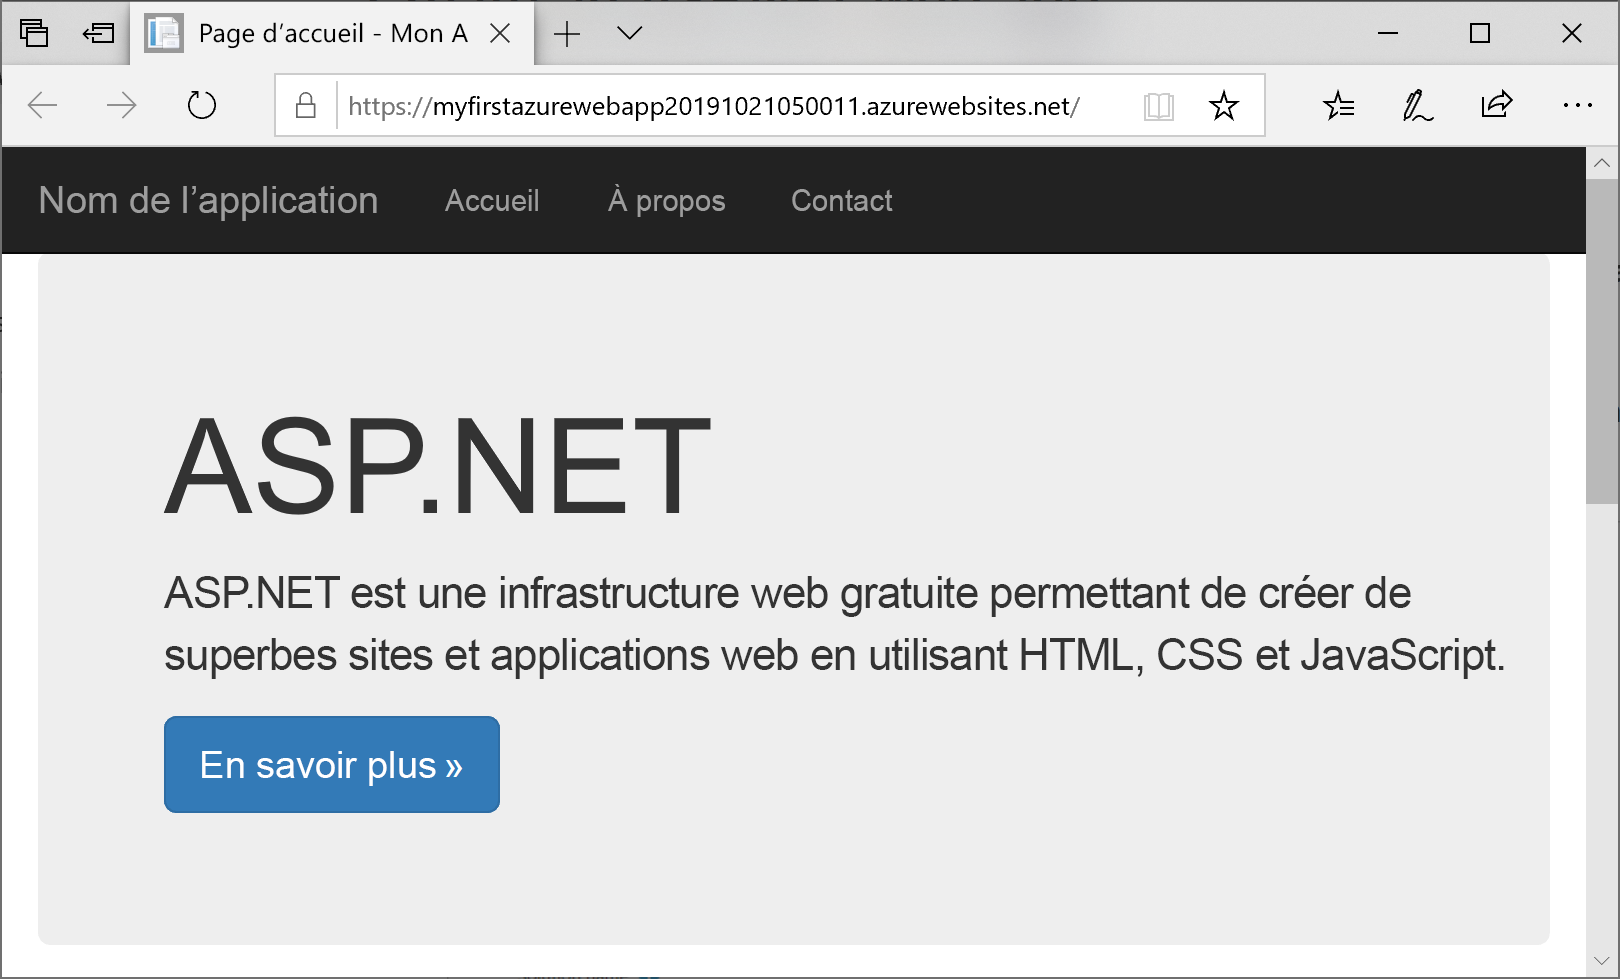 Page d’accueil - Mon A
https://myfirstazurewebapp20191021050011.azurewebsites.net/
Nom de l’application Accueil À propos Contact
ASP.NET
ASP.NET est une infrastructure web gratuite permettant de créer de
superbes sites et applications web en utilisant HTML, CSS et JavaScript.
En savoir plus »